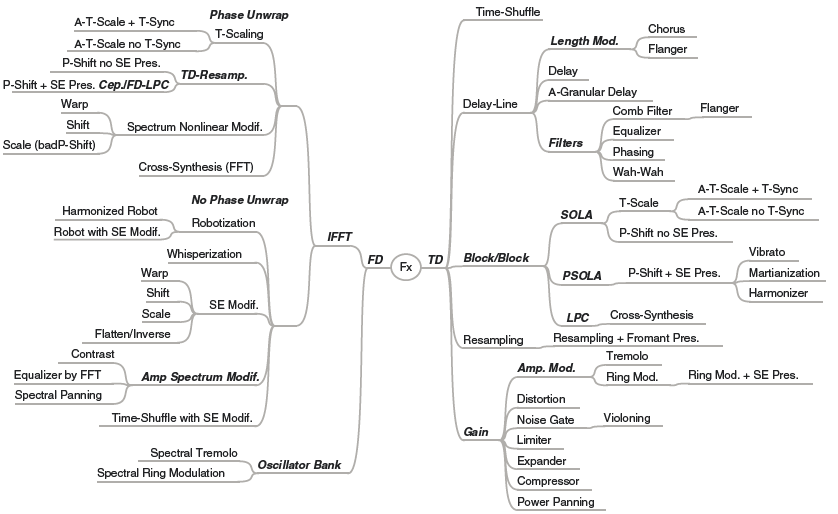 Phase Unwrap
A-T-Scale + T-Sync
A-T-Scale no T-Sync
T-Scaling
P-Shift no SE Pres.
P-Shift + SE Pres. Cep./FD-LPC
TD-Resamp.
Warp
Shift
Scale (badP-Shift)
Spectrum Nonlinear Modif.
Cross-Synthesis (FFT)
No Phase Unwrap
Harmonized Robot
Robot with SE Modif.
Robotization
Whisperization
Warp
Shift
Scale
Flatten/Inverse
SE Modif.
Contrast
Equalizer by FFT
Spectral Panning
Amp Spectrum Modif.
Time-Shuffle with SE Modif.
IFFT
Spectral Tremolo
Spectral Ring Modulation
Oscillator Bank
FD
Fx
TD
Time-Shuffle
Delay-Line
Length Mod.
Chorus
Flanger
Delay
A-Granular Delay
Filters
Comb Filter
Flanger
Equalizer
Phasing
Wah-Wah
Block/Block
SOLA
T-Scale
A-T-Scale + T-Sync
A-T-Scale no T-Sync
P-Shift no SE Pres.
PSOLA
P-Shift + SE Pres.
Vibrato
Martianization
Harmonizer
LPC
Cross-Synthesis
Resampling
Resampling + Fromant Pres.
Gain
Amp. Mod.
Tremolo
Ring Mod.
Ring Mod. + SE Pres.
Distortion
Noise Gate
Violoning
Limiter
Expander
Compressor
Power Panning